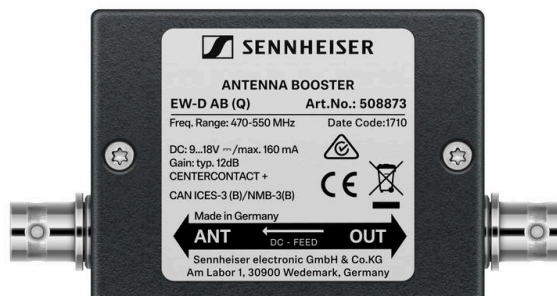 SENNHEISER
ANTENNA BOOSTER
EW-D AB (Q) Art.No.: 508873
Freq. Range: 470-550 MHz Date Code:1710
DC: 9...18V ⎓/max. 160 mA
Gain: typ. 12dB
CENTERCONTACT +
CE
CAN ICES-3 (B)/NMB-3(B)
Made in Germany
ANT DC - FEED OUT
Sennheiser electronic GmbH & Co.KG
Am Labor 1, 30900 Wedemark, Germany